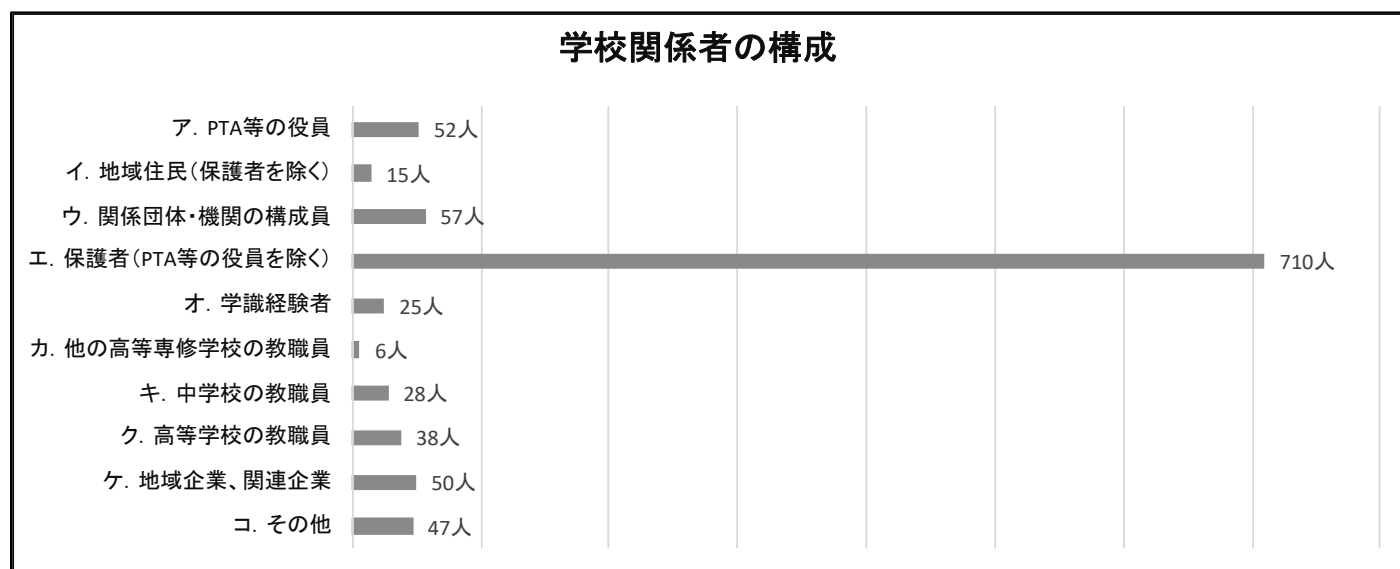 学校関係者の構成
ア. PTA等の役員 52人
イ. 地域住民(保護者を除く) 15人
ウ. 関係団体・機関の構成員 57人
エ. 保護者(PTA等の役員を除く) 710人
オ. 学識経験者 25人
カ. 他の高等専修学校の教職員 6人
キ. 中学校の教職員 28人
ク. 高等学校の教職員 38人
ケ. 地域企業、関連企業 50人
コ. その他 47人